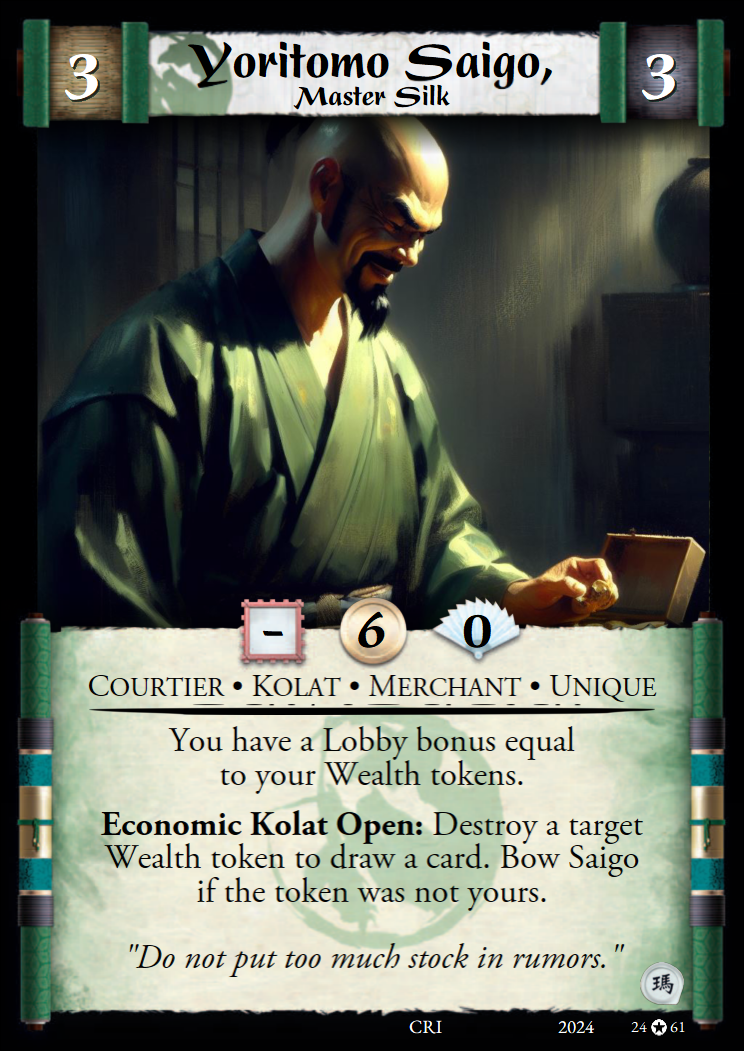 3
Yoritomo Saigo,
3
Master Silk
-
6
0
COURTIER • KOLAT • MERCHANT • UNIQUE
You have a Lobby bonus equal
to your Wealth tokens.
Economic Kolat Open: Destroy a target
Wealth token to draw a card. Bow Saigo
if the token was not yours.
"Do not put too much stock in rumors."
瑪
CRI 2024 24 ✪ 61